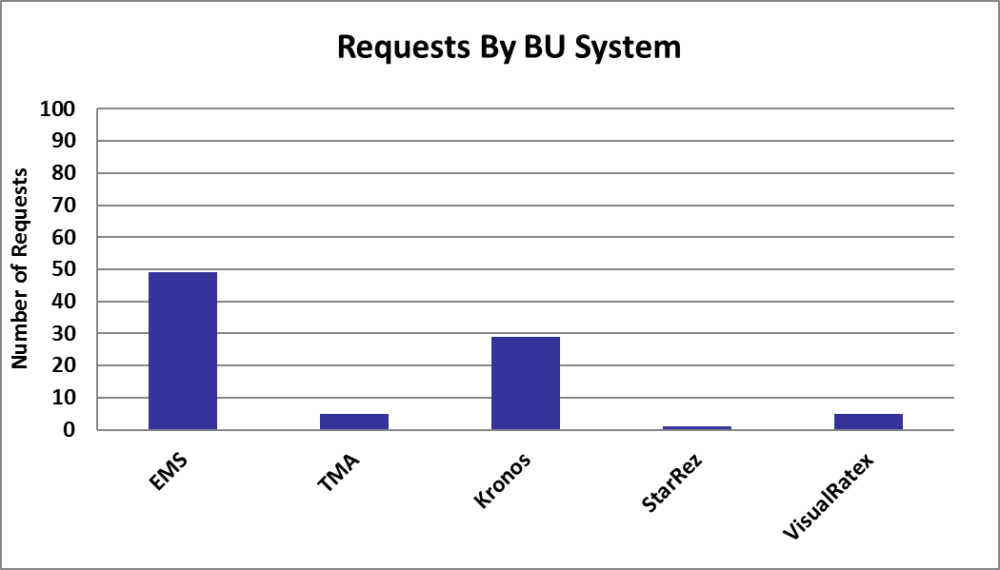 Requests By BU System
Number of Requests
100
90
80
70
60
50
40
30
20
10
0
EMS
TMA
Kronos
StarRez
VisualRatex